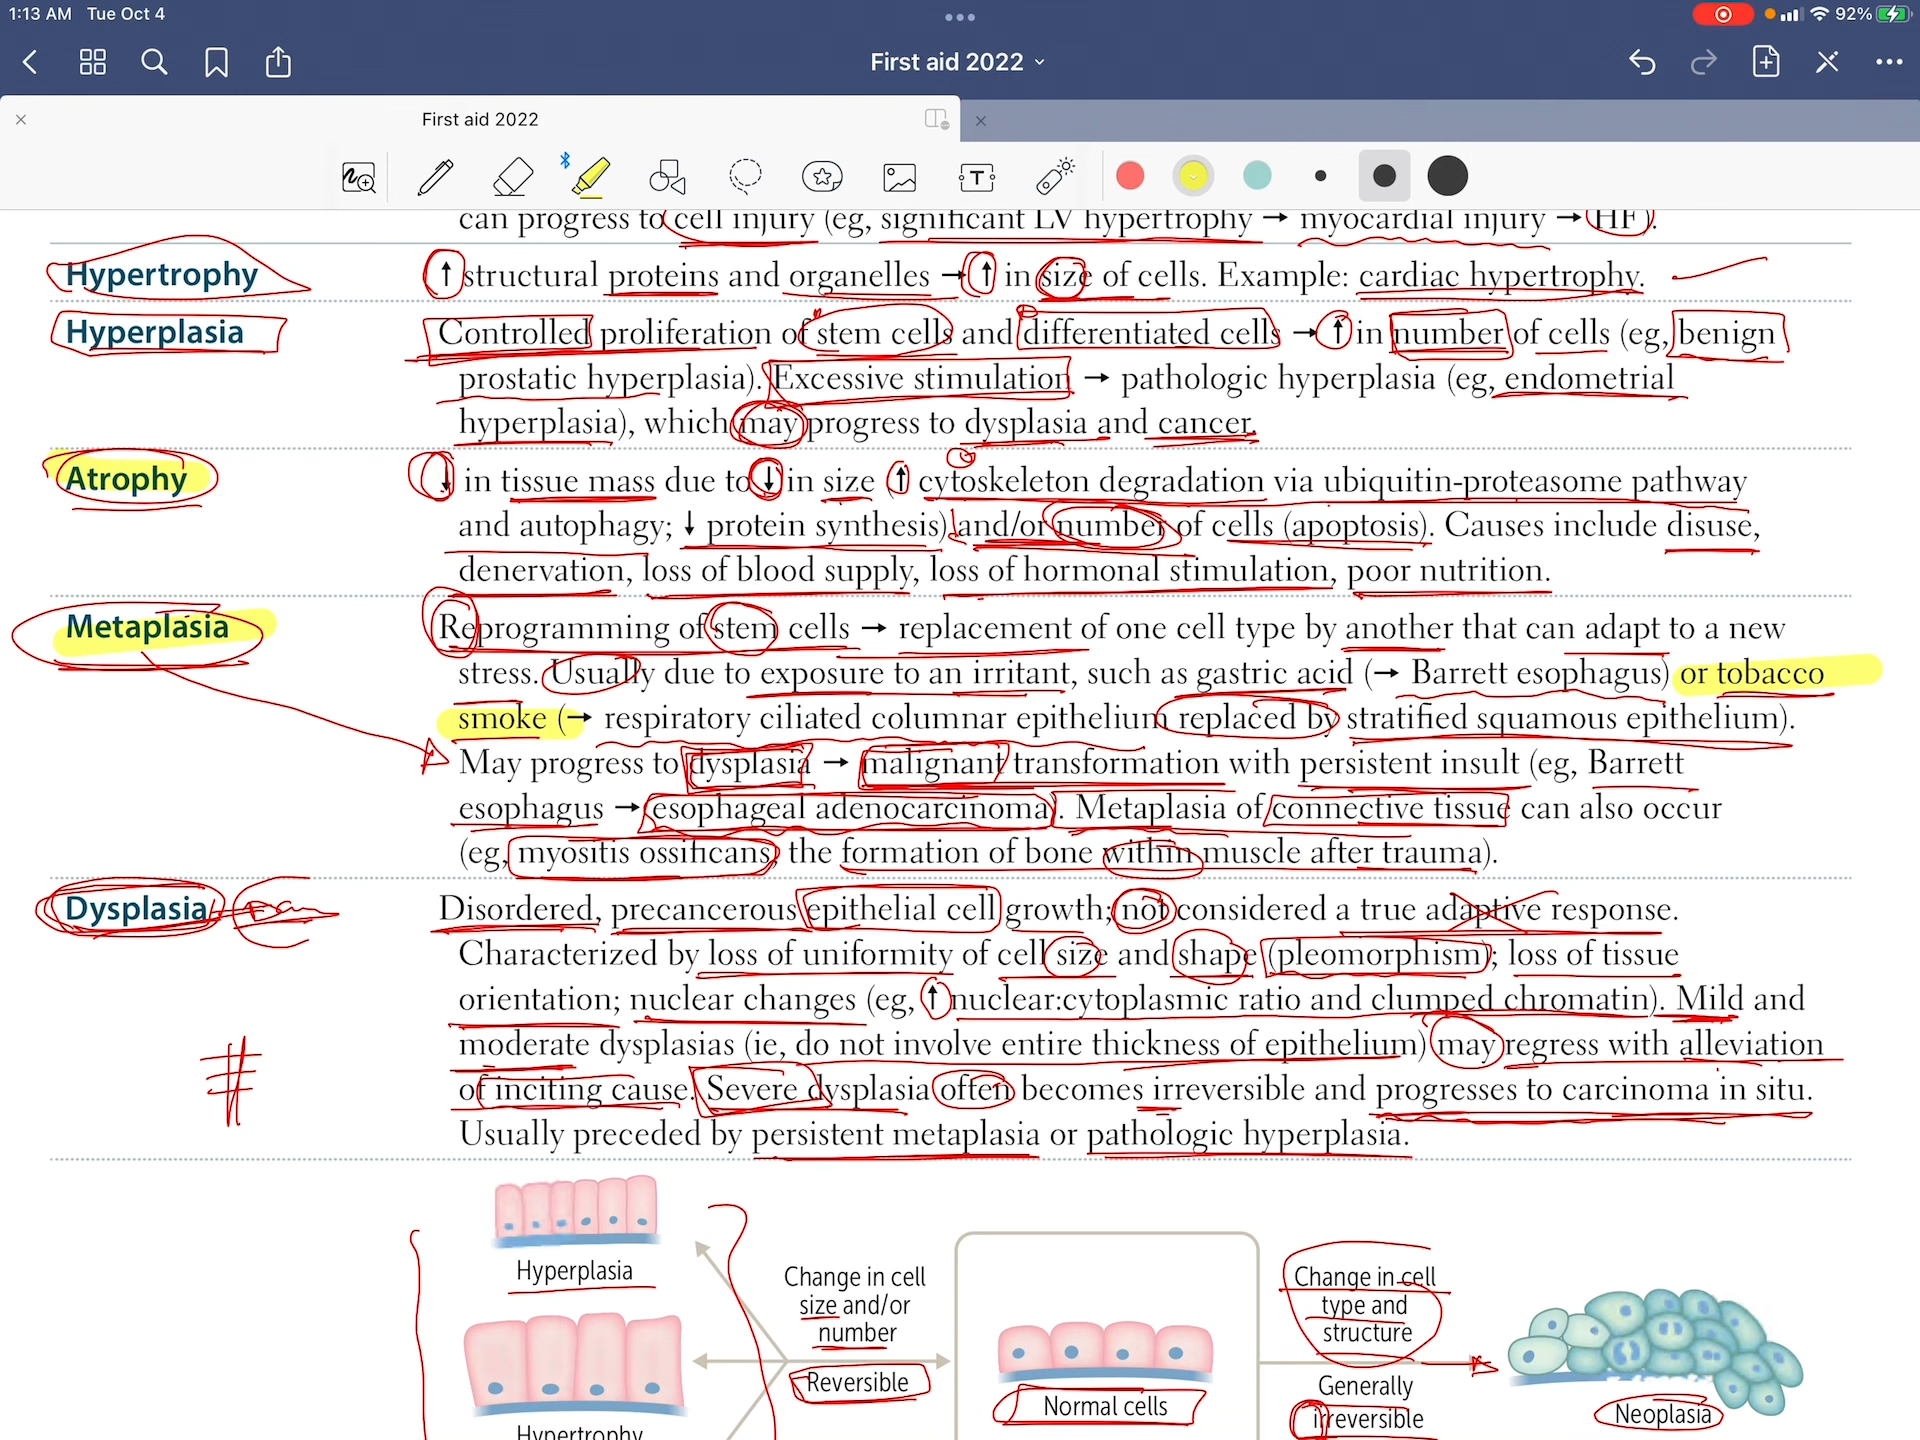 1:13 AM Tue Oct 4
92%
First aid 2022
First aid 2022
T
can progress to cell injury (eg, significant LV hypertrophy → myocardial injury → HF).
Hypertrophy
↑ structural proteins and organelles → ↑ in size of cells. Example: cardiac hypertrophy.
Hyperplasia
Controlled proliferation of stem cells and differentiated cells → ↑ in number of cells (eg, benign
prostatic hyperplasia). Excessive stimulation → pathologic hyperplasia (eg, endometrial
hyperplasia), which may progress to dysplasia and cancer.
Atrophy
↓ in tissue mass due to ↓ in size (↑ cytoskeleton degradation via ubiquitin-proteasome pathway
and autophagy; ↓ protein synthesis) and/or number of cells (apoptosis). Causes include disuse,
denervation, loss of blood supply, loss of hormonal stimulation, poor nutrition.
Metaplasia
Reprogramming of stem cells → replacement of one cell type by another that can adapt to a new
stress. Usually due to exposure to an irritant, such as gastric acid (→ Barrett esophagus) or tobacco
smoke (→ respiratory ciliated columnar epithelium replaced by stratified squamous epithelium).
May progress to dysplasia → malignant transformation with persistent insult (eg, Barrett
esophagus → esophageal adenocarcinoma). Metaplasia of connective tissue can also occur
(eg, myositis ossificans, the formation of bone within muscle after trauma).
Dysplasia
Disordered, precancerous epithelial cell growth; not considered a true adaptive response.
Characterized by loss of uniformity of cell size and shape (pleomorphism); loss of tissue
orientation; nuclear changes (eg, ↑ nuclear:cytoplasmic ratio and clumped chromatin). Mild and
moderate dysplasias (ie, do not involve entire thickness of epithelium) may regress with alleviation
of inciting cause. Severe dysplasia often becomes irreversible and progresses to carcinoma in situ.
Usually preceded by persistent metaplasia or pathologic hyperplasia.
#
Hyperplasia
Change in cell
size and/or
number
Reversible
Hypertrophy
Normal cells
Change in cell
type and
structure
Generally
irreversible
Neoplasia